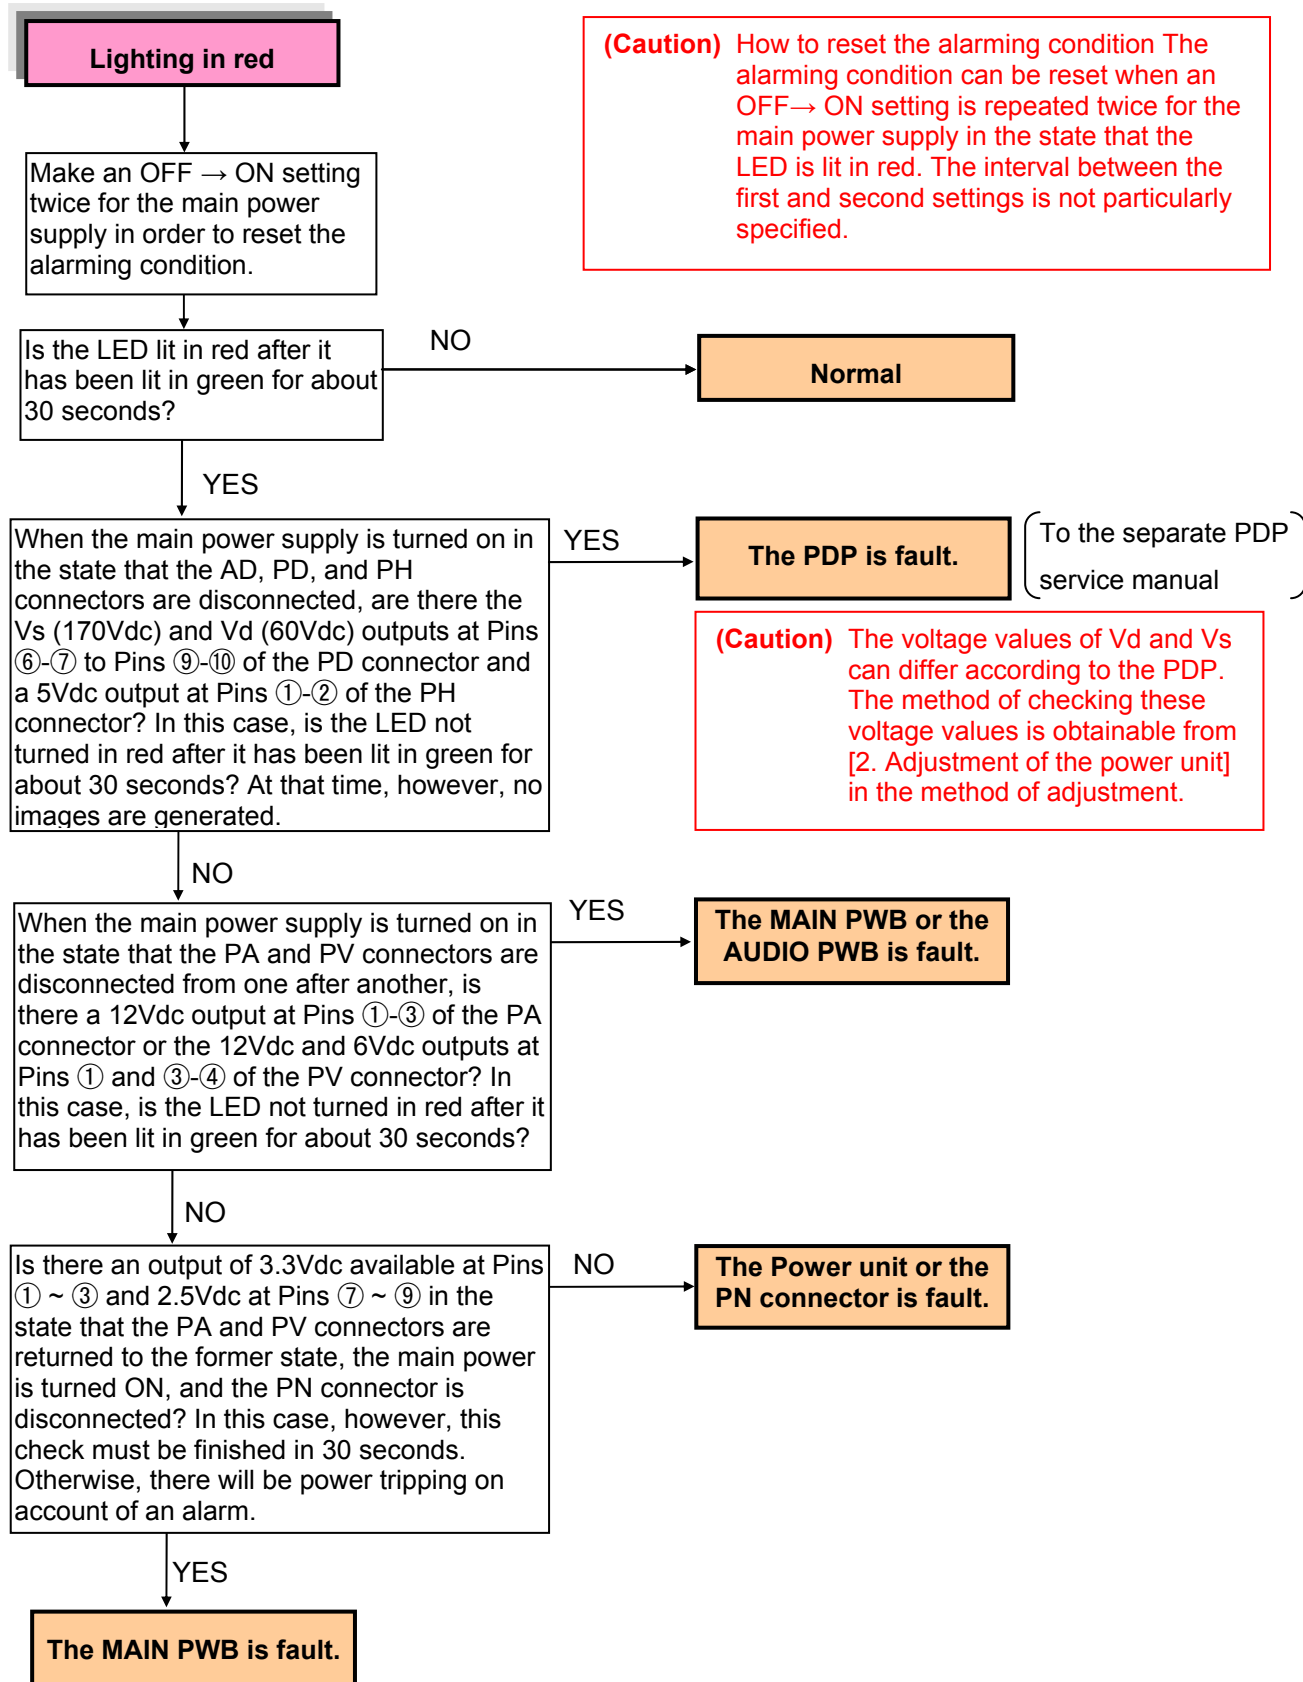 Lighting in red
(Caution) How to reset the alarming condition The
alarming condition can be reset when an
OFF→ ON setting is repeated twice for the
main power supply in the state that the
LED is lit in red. The interval between the
first and second settings is not particularly
specified.
Make an OFF → ON setting
twice for the main power
supply in order to reset the
alarming condition.
Is the LED lit in red after it
has been lit in green for about
30 seconds?
NO
Normal
YES
When the main power supply is turned on in
the state that the AD, PD, and PH
connectors are disconnected, are there the
Vs (170Vdc) and Vd (60Vdc) outputs at Pins
⑥-⑦ to Pins ⑨-⑩ of the PD connector and
a 5Vdc output at Pins ①-② of the PH
connector? In this case, is the LED not
turned in red after it has been lit in green for
about 30 seconds? At that time, however, no
images are generated.
YES
The PDP is fault.
To the separate PDP
service manual
(Caution) The voltage values of Vd and Vs
can differ according to the PDP.
The method of checking these
voltage values is obtainable from
[2. Adjustment of the power unit]
in the method of adjustment.
NO
When the main power supply is turned on in
the state that the PA and PV connectors are
disconnected from one after another, is
there a 12Vdc output at Pins ①-③ of the PA
connector or the 12Vdc and 6Vdc outputs at
Pins ① and ③-④ of the PV connector? In
this case, is the LED not turned in red after it
has been lit in green for about 30 seconds?
YES
The MAIN PWB or the
AUDIO PWB is fault.
NO
Is there an output of 3.3Vdc available at Pins
① ~ ③ and 2.5Vdc at Pins ⑦ ~ ⑨ in the
state that the PA and PV connectors are
returned to the former state, the main power
is turned ON, and the PN connector is
disconnected? In this case, however, this
check must be finished in 30 seconds.
Otherwise, there will be power tripping on
account of an alarm.
NO
The Power unit or the
PN connector is fault.
YES
The MAIN PWB is fault.